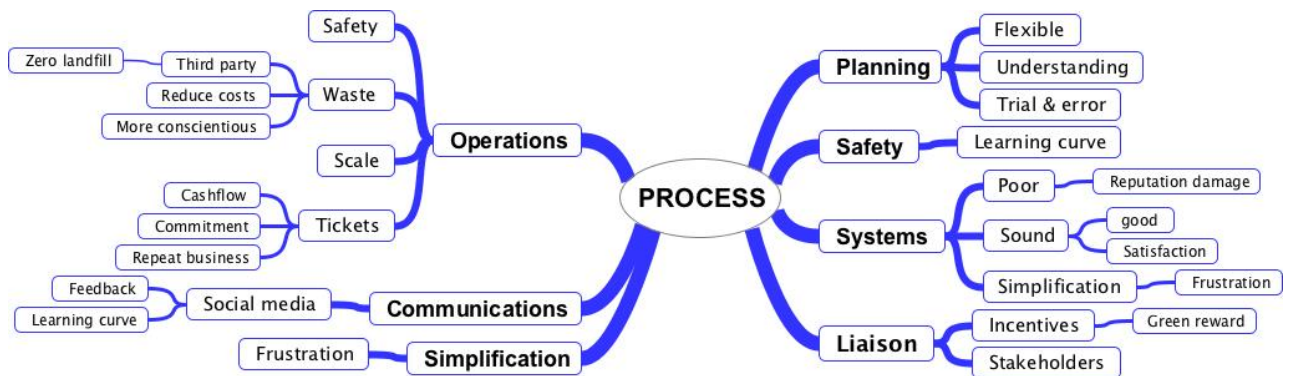 PROCESS
Planning
Flexible
Understanding
Trial & error
Safety
Learning curve
Systems
Poor
Reputation damage
Sound
good
Satisfaction
Simplification
Frustration
Liaison
Incentives
Green reward
Stakeholders
Operations
Safety
Waste
Third party
Zero landfill
Reduce costs
More conscientious
Scale
Tickets
Cashflow
Commitment
Repeat business
Communications
Social media
Feedback
Learning curve
Simplification
Frustration